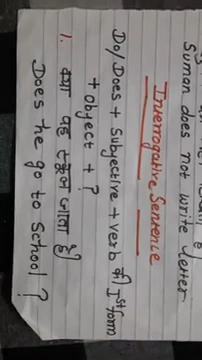 Suman does not write letter
Interrogative Sentence
Do/Does + Subjective + verb की Ist form
+ object + ?
1. क्या वह स्कूल जाता है।
Does he go to school?